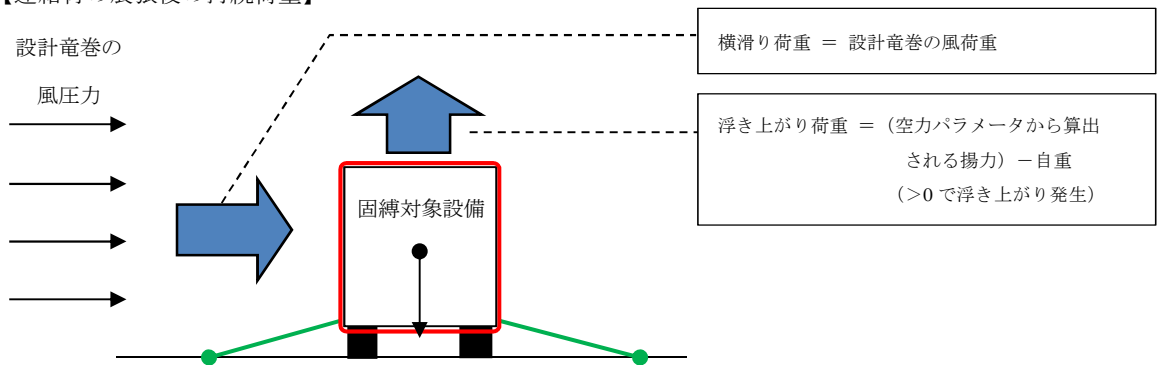 設計竜巻の
風圧力
横滑り荷重 = 設計竜巻の風荷重
浮き上がり荷重 =(空力パラメータから算出
される揚力)-自重
(>0 で浮き上がり発生)
固縛対象設備